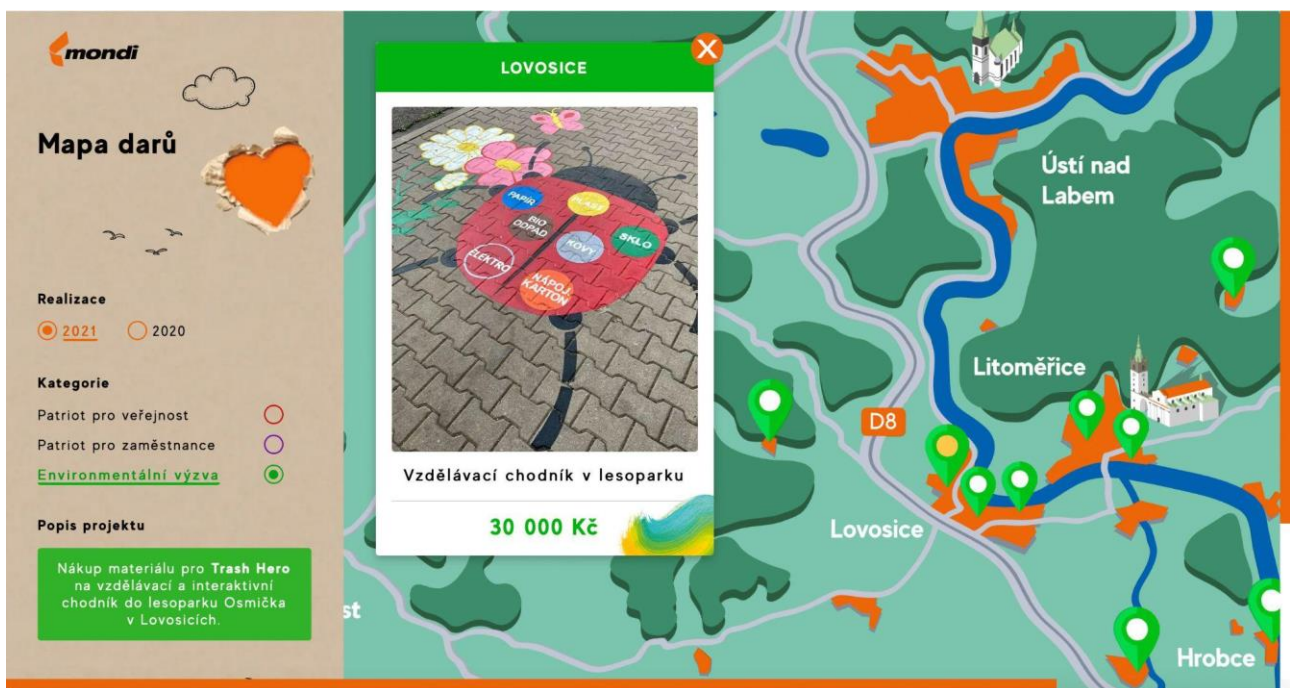 mondi
Mapa darů
Realizace
2021
2020
Kategorie
Patriot pro veřejnost
Patriot pro zaměstnance
Environmentální výzva
Popis projektu
Nákup materiálu pro Trash Hero
na vzdělávací a interaktivní
chodník do lesoparku Osmička
v Lovosicích.
LOVOSICE
X
PAPÍR
PLAST
BIO
ODPAD
KOVY
SKLO
ELEKTRO
NÁPOJ.
KARTON
Vzdělávací chodník v lesoparku
30 000 Kč
Ústí nad
Labem
Litoměřice
D8
Lovosice
st
Hrobce